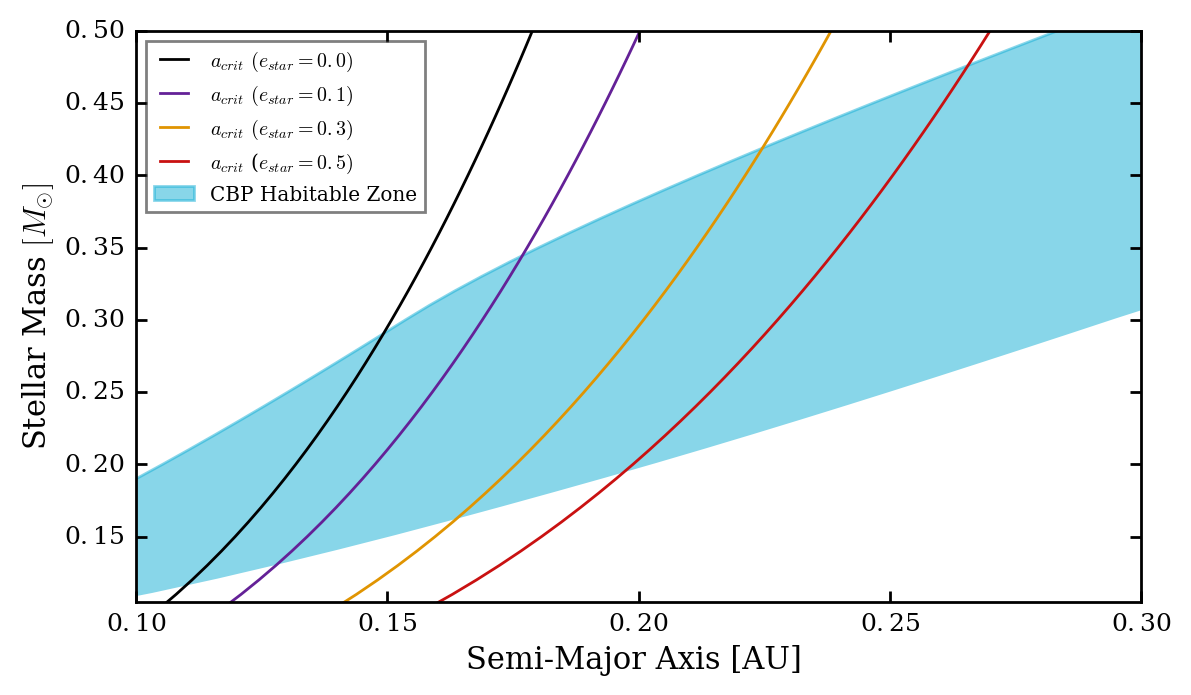 0.50
0.45
0.40
0.35
0.30
0.25
0.20
0.15
Stellar Mass [M⊙]
a_crit (e_star = 0.0)
a_crit (e_star = 0.1)
a_crit (e_star = 0.3)
a_crit (e_star = 0.5)
CBP Habitable Zone
0.10 0.15 0.20 0.25 0.30
Semi-Major Axis [AU]